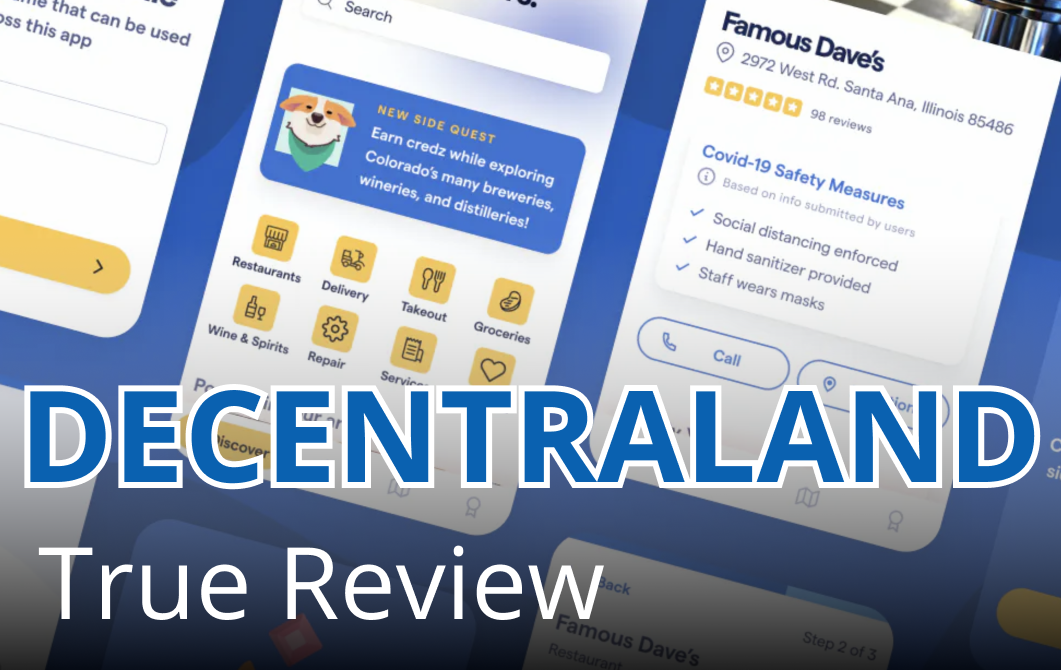 me that can be used
oss this app
Search
NEW SIDE QUEST
Earn credz while exploring
Colorado's many breweries,
wineries, and distilleries!
Restaurants
Delivery
Takeout
Groceries
Wine & Spirits
Repair
Discover
Famous Dave's
2972 West Rd. Santa Ana, Illinois 85486
98 reviews
Covid-19 Safety Measures
Based on info submitted by users
Social distancing enforced
Hand sanitizer provided
Staff wears masks
Call
DECENTRALAND
True Review
Back
Famous Dave's
Restaurant
Step 2 of 3